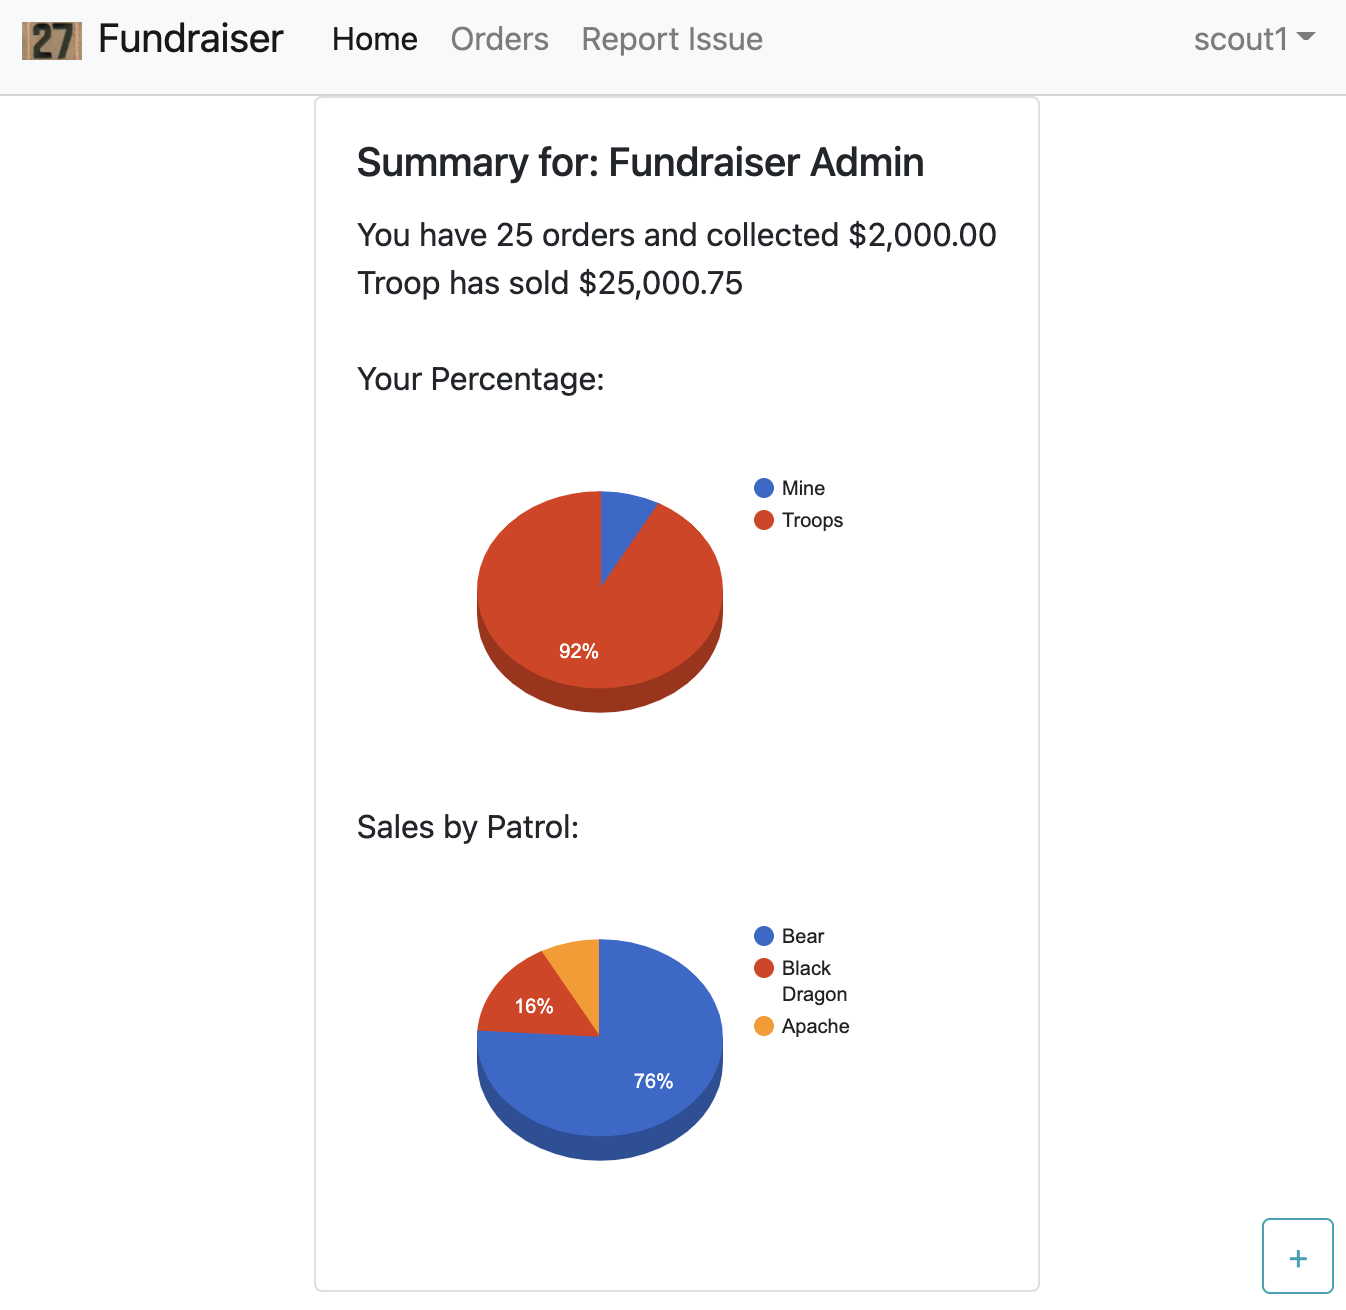 27 Fundraiser Home Orders Report Issue scout1
Summary for: Fundraiser Admin
You have 25 orders and collected $2,000.00
Troop has sold $25,000.75
Your Percentage:
Mine
Troops
92%
Sales by Patrol:
Bear
Black
Dragon
Apache
16%
76%
+